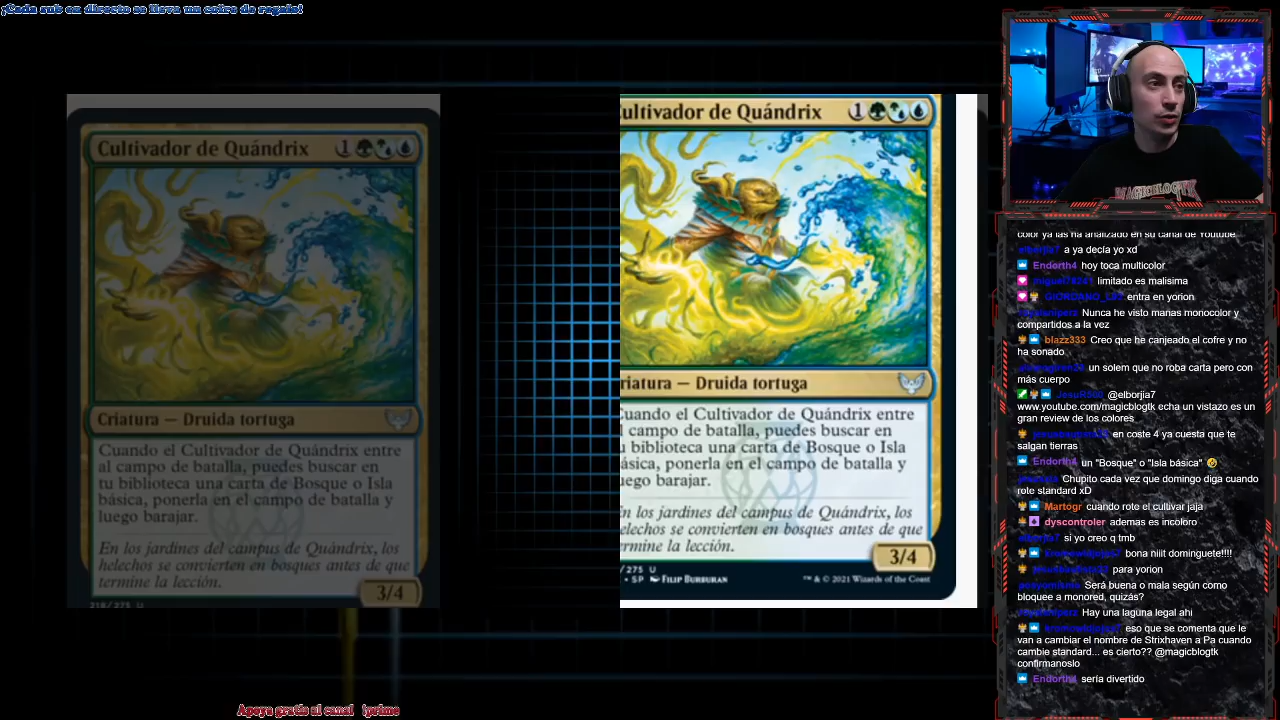 ¡Cada sub en directo se lleva un cofre de regalo!
Cultivador de Quándrix 1
Criatura — Druida tortuga
Cuando el Cultivador de Quándrix entre
al campo de batalla, puedes buscar en
tu biblioteca una carta de Bosque o Isla
básica, ponerla en el campo de batalla y
luego barajar.
En los jardines del campus de Quándrix, los
helechos se convierten en bosques antes de que
termine la lección.
3/4
218/275 U
ultivador de Quándrix 1
riatura — Druida tortuga
uando el Cultivador de Quándrix entre
l campo de batalla, puedes buscar en
u biblioteca una carta de Bosque o Isla
ásica, ponerla en el campo de batalla y
uego barajar.
n los jardines del campus de Quándrix, los
elechos se convierten en bosques antes de que
ermine la lección.
3/4
/275 U
• SP Filip Burburan
™ & © 2021 Wizards of the Coast
Apoya gratis al canal !prime
MAGICBLOGTK
color ya las ha analizado en su canal de Youtube.
elborjia7 a ya decía yo xd
Endorth4 hoy toca multicolor
limitado es malisima
entra en yorion
Nunca he visto manas monocolor y
compartidos a la vez
blazz333 Creo que he canjeado el cofre y no
ha sonado
un solem que no roba carta pero con
más cuerpo
@elborjia7
www.youtube.com/magicblogtk echa un vistazo es un
gran review de los colores
en coste 4 ya cuesta que te
salgan tierras
Endorth4 un "Bosque" o "Isla básica"
Chupito cada vez que domingo diga cuando
rote standard xD
Martogr cuando rote el cultivar jaja
dyscontroler ademas es incoloro
elborjia7 si yo creo q tmb
bona niiit dominguete!!!!
para yorion
Será buena o mala según como
bloquee a monored, quizás?
Hay una laguna legal ahi
eso que se comenta que le
van a cambiar el nombre de Strixhaven a Pa cuando
cambie standard... es cierto?? @magicblogtk
confirmanoslo
Endorth4 sería divertido